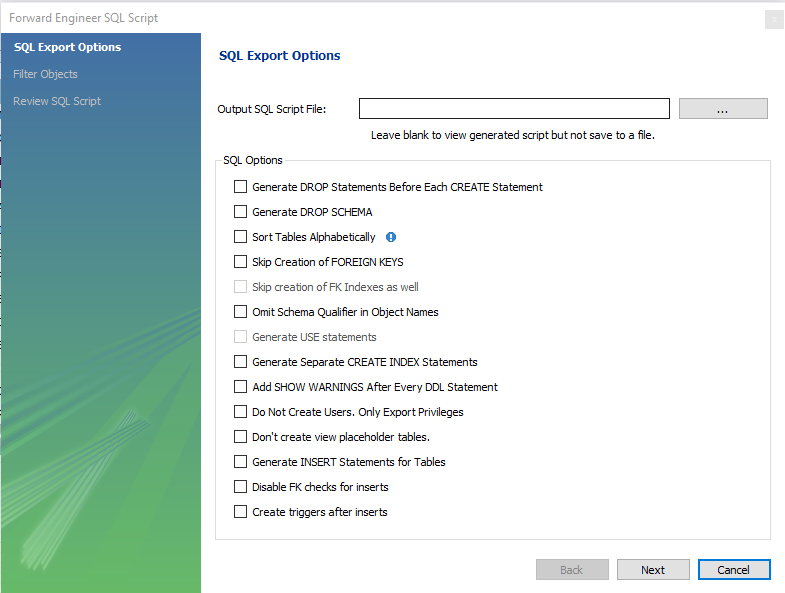 Forward Engineer SQL Script
SQL Export Options
Filter Objects
Review SQL Script
SQL Export Options
Output SQL Script File:
...
Leave blank to view generated script but not save to a file.
SQL Options
Generate DROP Statements Before Each CREATE Statement
Generate DROP SCHEMA
Sort Tables Alphabetically
Skip Creation of FOREIGN KEYS
Skip creation of FK Indexes as well
Omit Schema Qualifier in Object Names
Generate USE statements
Generate Separate CREATE INDEX Statements
Add SHOW WARNINGS After Every DDL Statement
Do Not Create Users. Only Export Privileges
Don't create view placeholder tables.
Generate INSERT Statements for Tables
Disable FK checks for inserts
Create triggers after inserts
Back Next Cancel